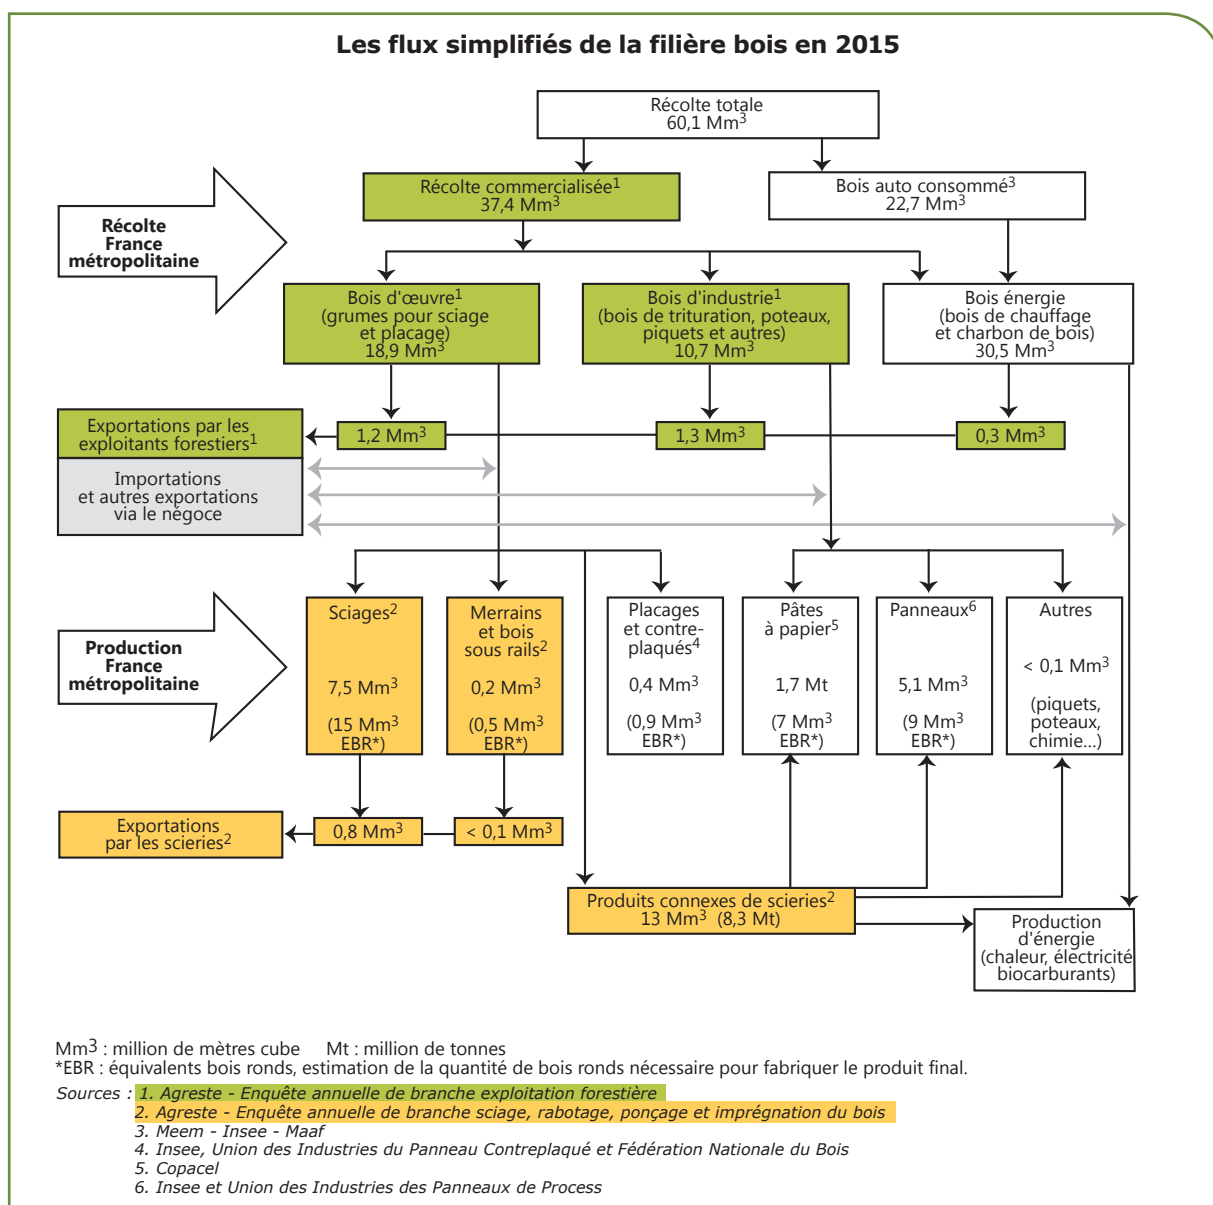 Les flux simplifiés de la filière bois en 2015
Récolte totale
60,1 Mm³
Récolte commercialisée¹
37,4 Mm³
Bois auto consommé³
22,7 Mm³
Récolte
France
métropolitaine
Bois d'œuvre¹
(grumes pour sciage
et placage)
18,9 Mm³
Bois d'industrie¹
(bois de trituration, poteaux,
piquets et autres)
10,7 Mm³
Bois énergie
(bois de chauffage
et charbon de bois)
30,5 Mm³
Exportations par les
exploitants forestiers¹
1,2 Mm³
1,3 Mm³
0,3 Mm³
Importations
et autres exportations
via le négoce
Production
France
métropolitaine
Sciages²
7,5 Mm³
(15 Mm³
EBR*)
Merrains
et bois
sous rails²
0,2 Mm³
(0,5 Mm³
EBR*)
Placages
et contre-
plaqués⁴
0,4 Mm³
(0,9 Mm³
EBR*)
Pâtes
à papier⁵
1,7 Mt
(7 Mm³
EBR*)
Panneaux⁶
5,1 Mm³
(9 Mm³
EBR*)
Autres
< 0,1 Mm³
(piquets,
poteaux,
chimie...)
Exportations
par les scieries²
0,8 Mm³
< 0,1 Mm³
Produits connexes de scieries²
13 Mm³ (8,3 Mt)
Production
d'énergie
(chaleur, électricité
biocarburants)
Mm³ : million de mètres cube Mt : million de tonnes
*EBR : équivalents bois ronds, estimation de la quantité de bois ronds nécessaire pour fabriquer le produit final.
Sources : 1. Agreste - Enquête annuelle de branche exploitation forestière
2. Agreste - Enquête annuelle de branche sciage, rabotage, ponçage et imprégnation du bois
3. Meem - Insee - Maaf
4. Insee, Union des Industries du Panneau Contreplaqué et Fédération Nationale du Bois
5. Copacel
6. Insee et Union des Industries des Panneaux de Process